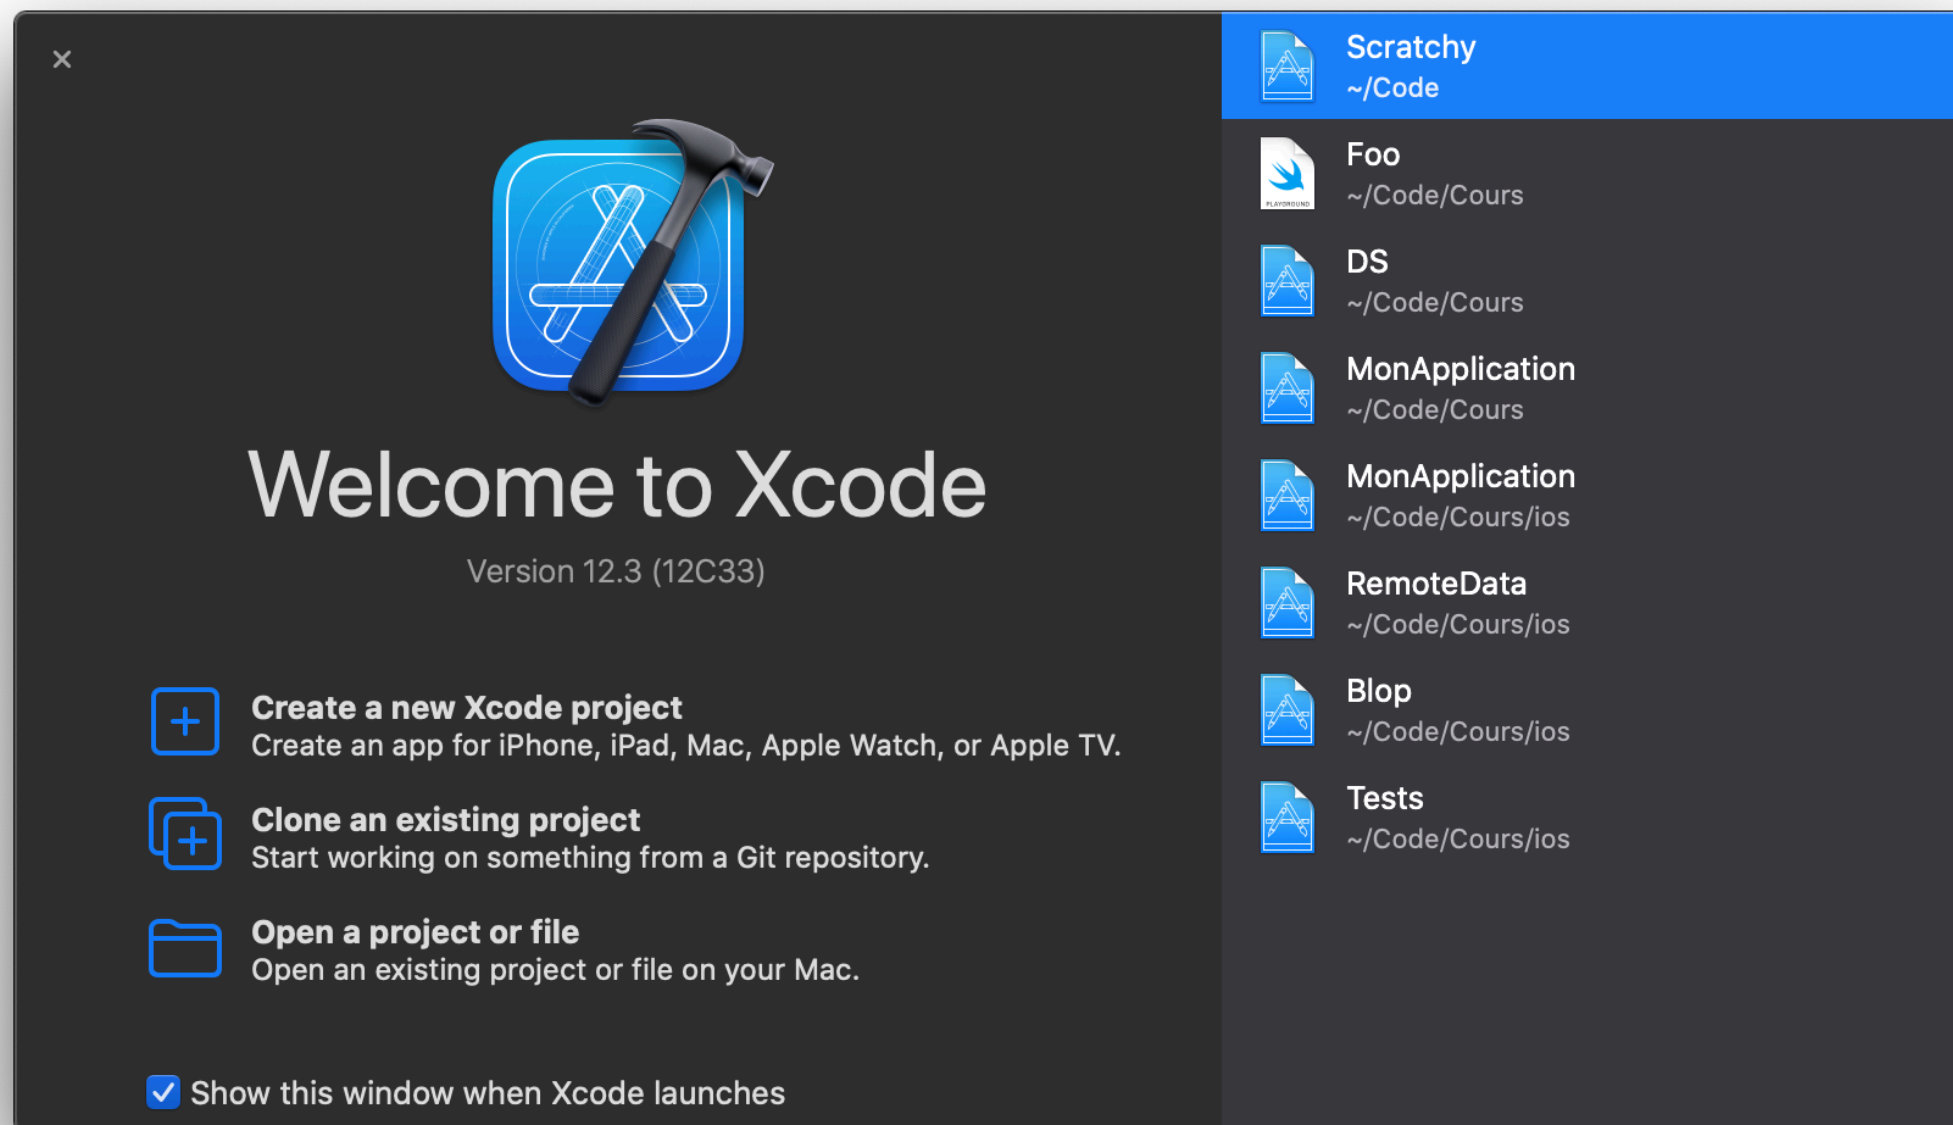 Welcome to Xcode
Version 12.3 (12C33)
Create a new Xcode project
Create an app for iPhone, iPad, Mac, Apple Watch, or Apple TV.
Clone an existing project
Start working on something from a Git repository.
Open a project or file
Open an existing project or file on your Mac.
Show this window when Xcode launches
Scratchy
~/Code
Foo
~/Code/Cours
PLAYGROUND
DS
~/Code/Cours
MonApplication
~/Code/Cours
MonApplication
~/Code/Cours/ios
RemoteData
~/Code/Cours/ios
Blop
~/Code/Cours/ios
Tests
~/Code/Cours/ios